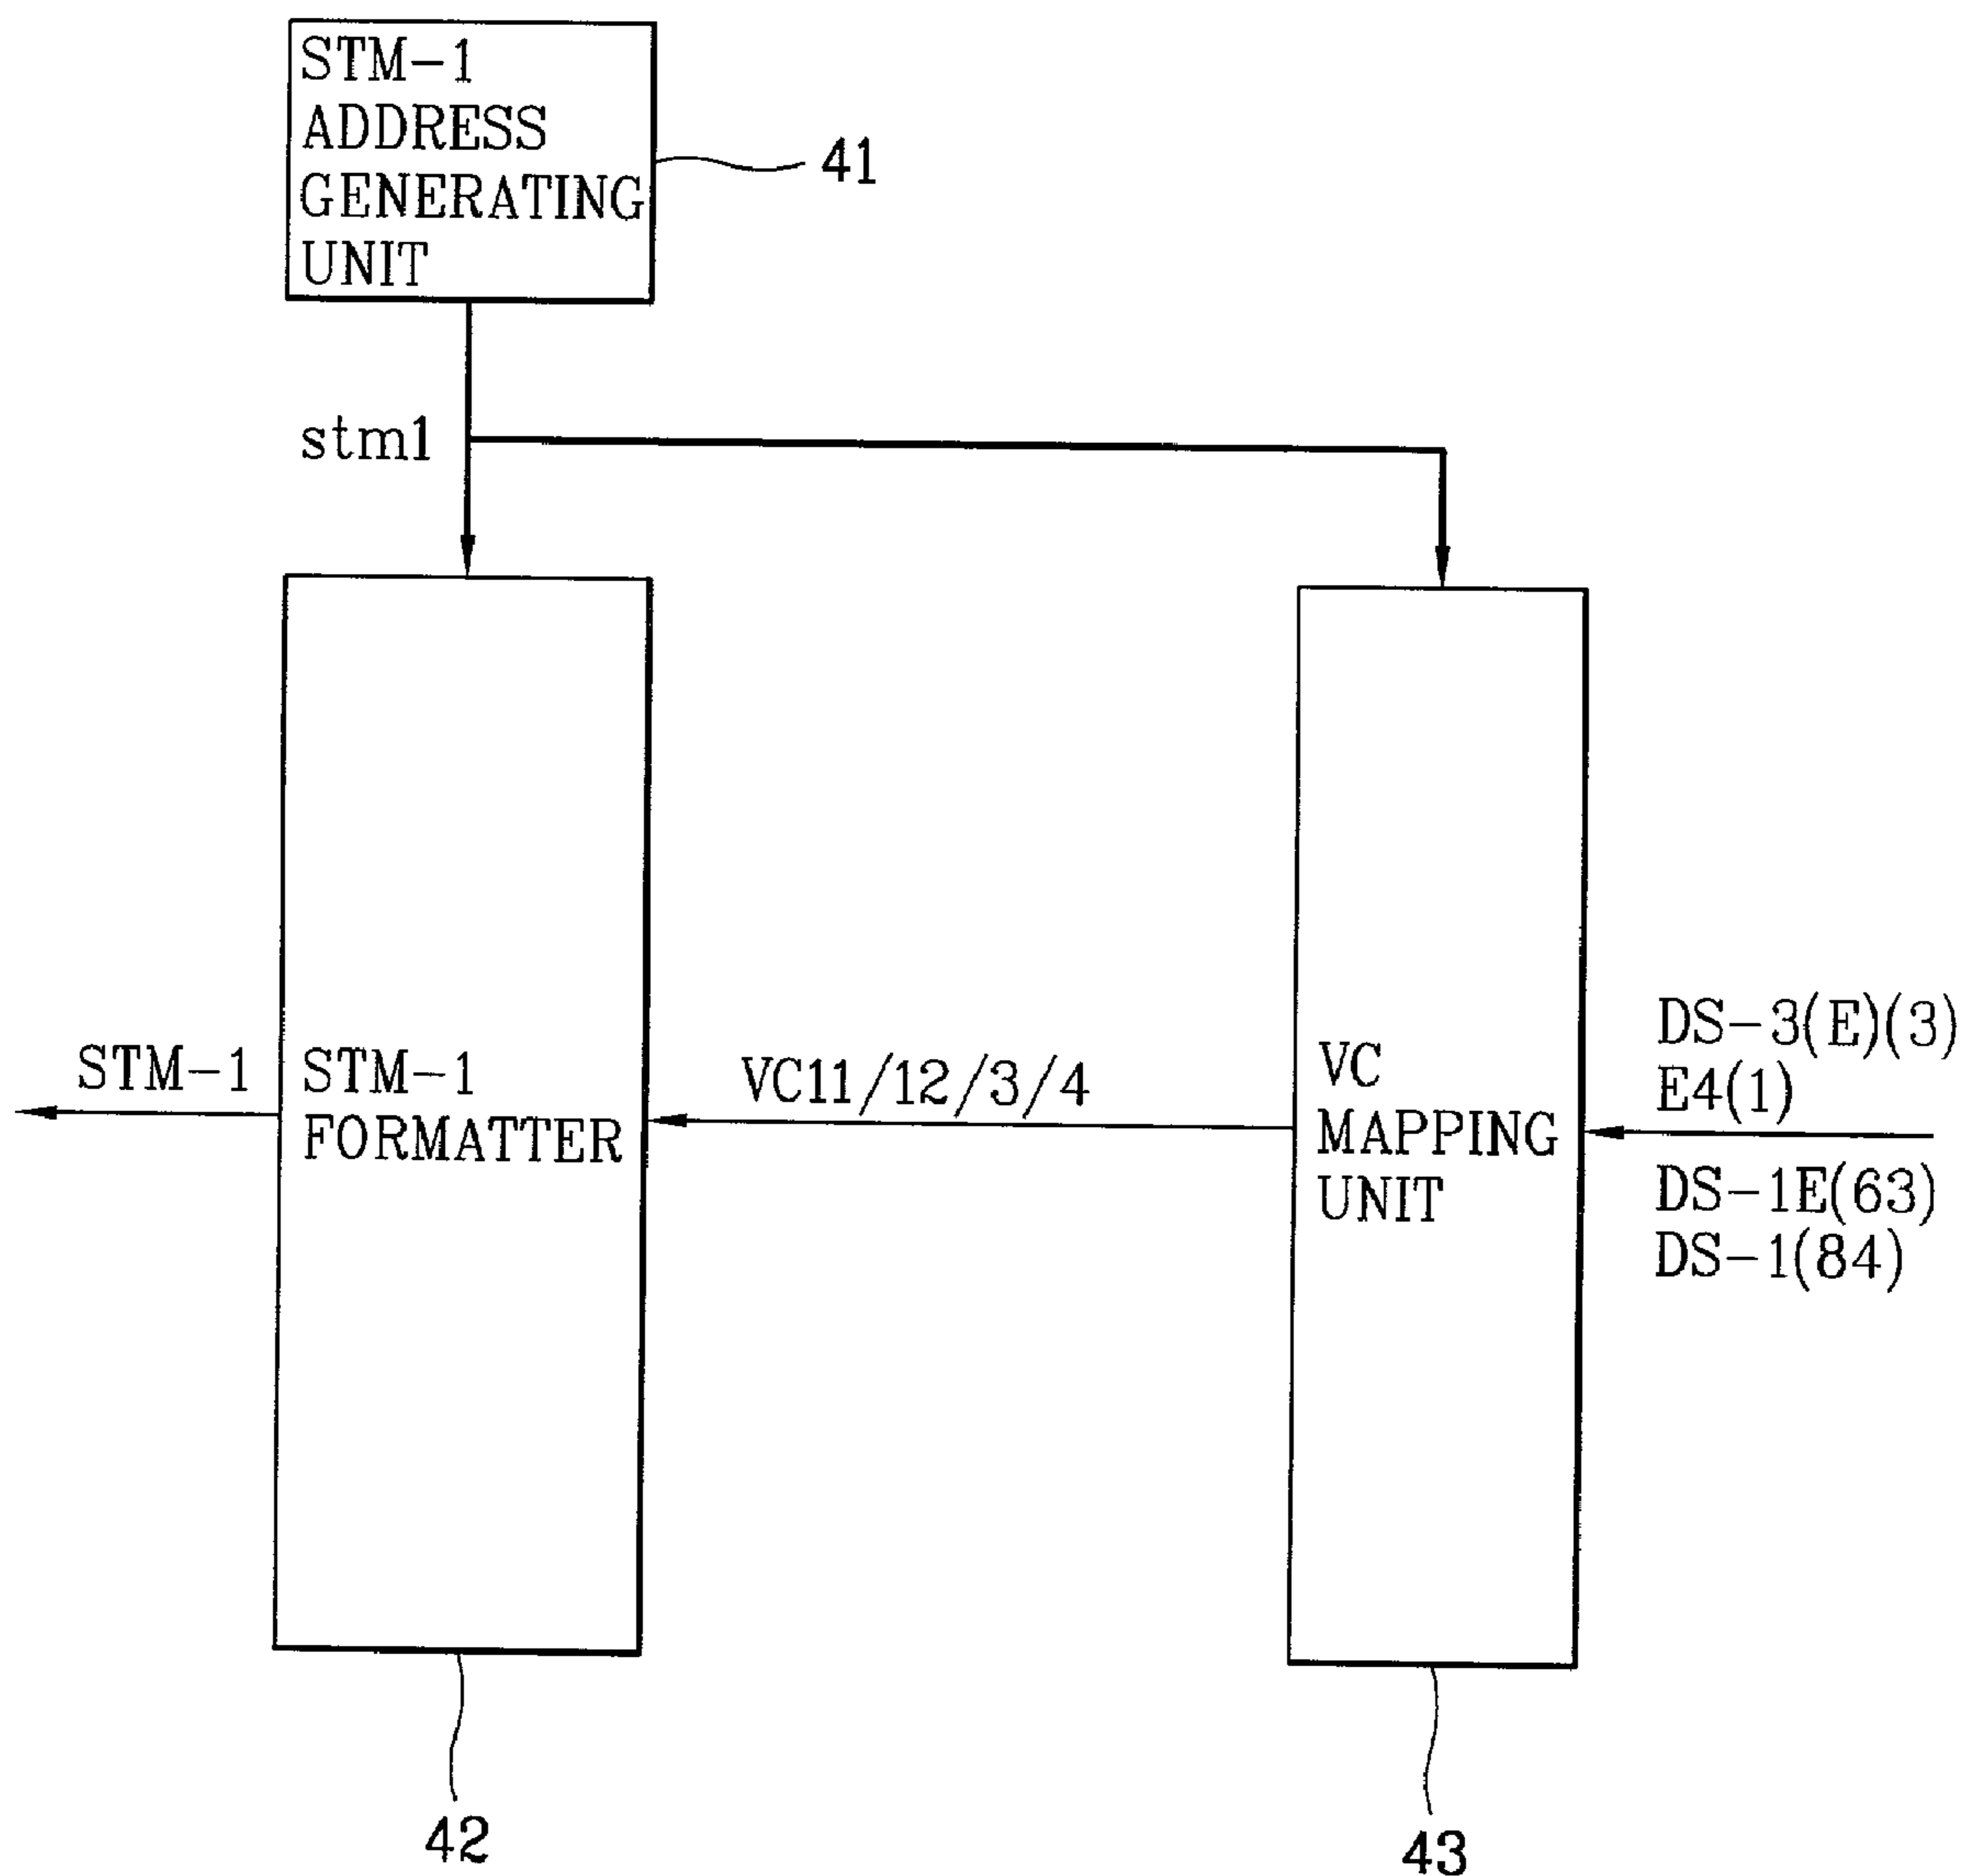 STM-1
ADDRESS
GENERATING
UNIT
41
stm1
STM-1
STM-1
FORMATTER
VC11/12/3/4
VC
MAPPING
UNIT
DS-3(E)(3)
E4(1)
DS-1E(63)
DS-1(84)
42
43